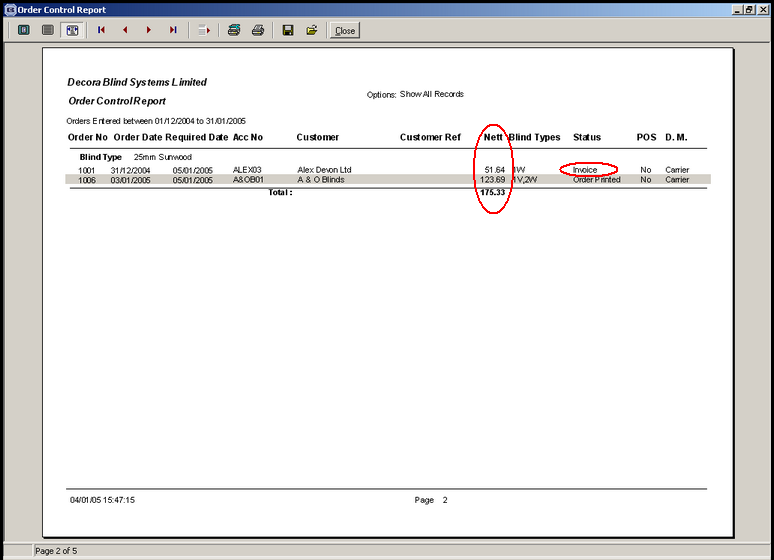 Order Control Report
Close
Decora Blind Systems Limited
Options: Show All Records
Order Control Report
Orders Entered between 01/12/2004 to 31/01/2005
Order No Order Date Required Date Acc No Customer Customer Ref Nett Blind Types Status POS D. M.
Blind Type 25mm Sunwood
1001 31/12/2004 05/01/2005 ALEX03 Alex Devon Ltd 51.64 1W Invoice No Carrier
1006 03/01/2005 05/01/2005 A&OB01 A & O Blinds 123.69 1V,2W Order Printed No Carrier
Total : 175.33
04/01/05 15:47:15 Page 2
Page 2 of 5